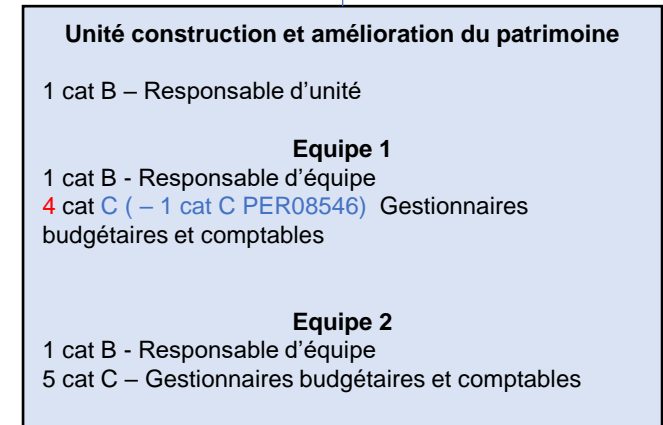 Unité construction et amélioration du patrimoine
1 cat B – Responsable d'unité
Equipe 1
1 cat B - Responsable d'équipe
4 cat C ( – 1 cat C PER08546) Gestionnaires
budgétaires et comptables
Equipe 2
1 cat B - Responsable d'équipe
5 cat C – Gestionnaires budgétaires et comptables